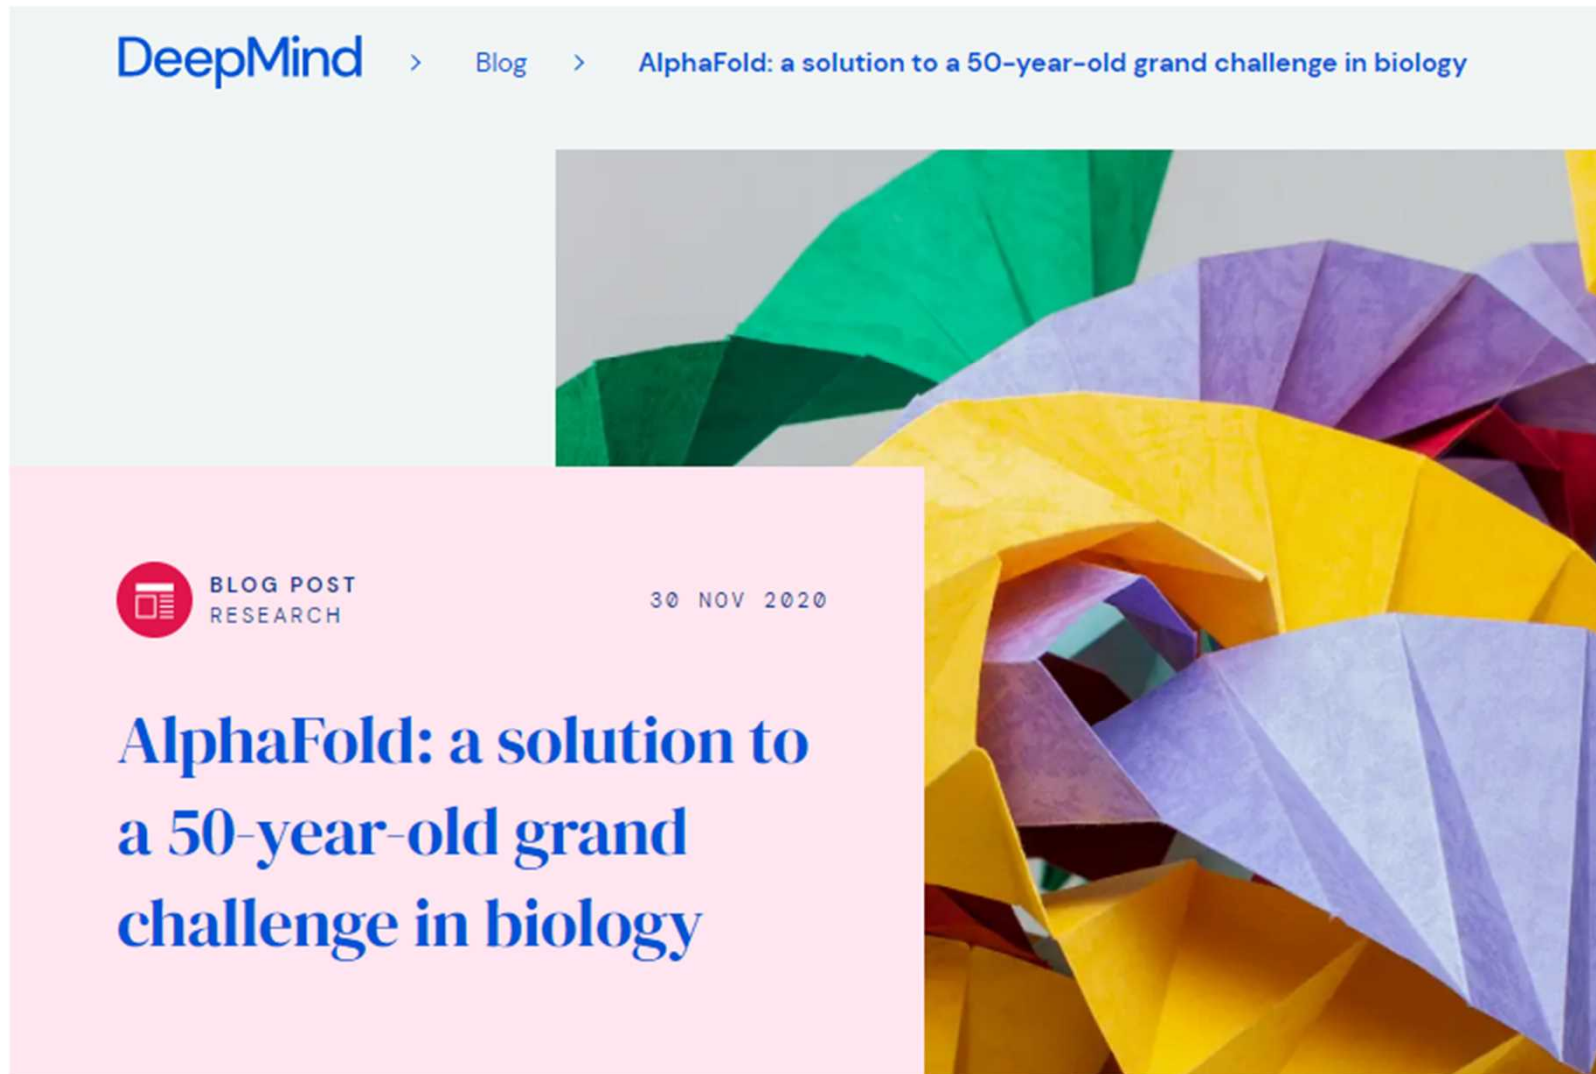 DeepMind > Blog > AlphaFold: a solution to a 50-year-old grand challenge in biology
BLOG POST
RESEARCH
30 NOV 2020
AlphaFold: a solution to
a 50-year-old grand
challenge in biology